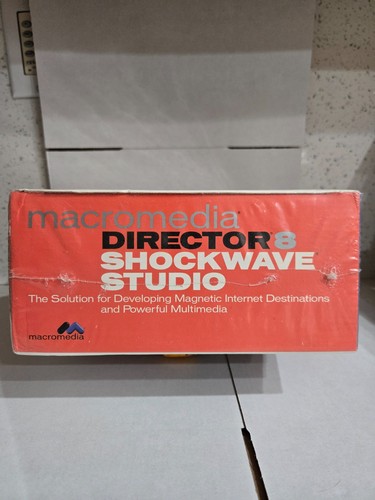 macromedia
DIRECTOR 8
SHOCKWAVE
STUDIO
The Solution for Developing Magnetic Internet Destinations
and Powerful Multimedia
macromedia